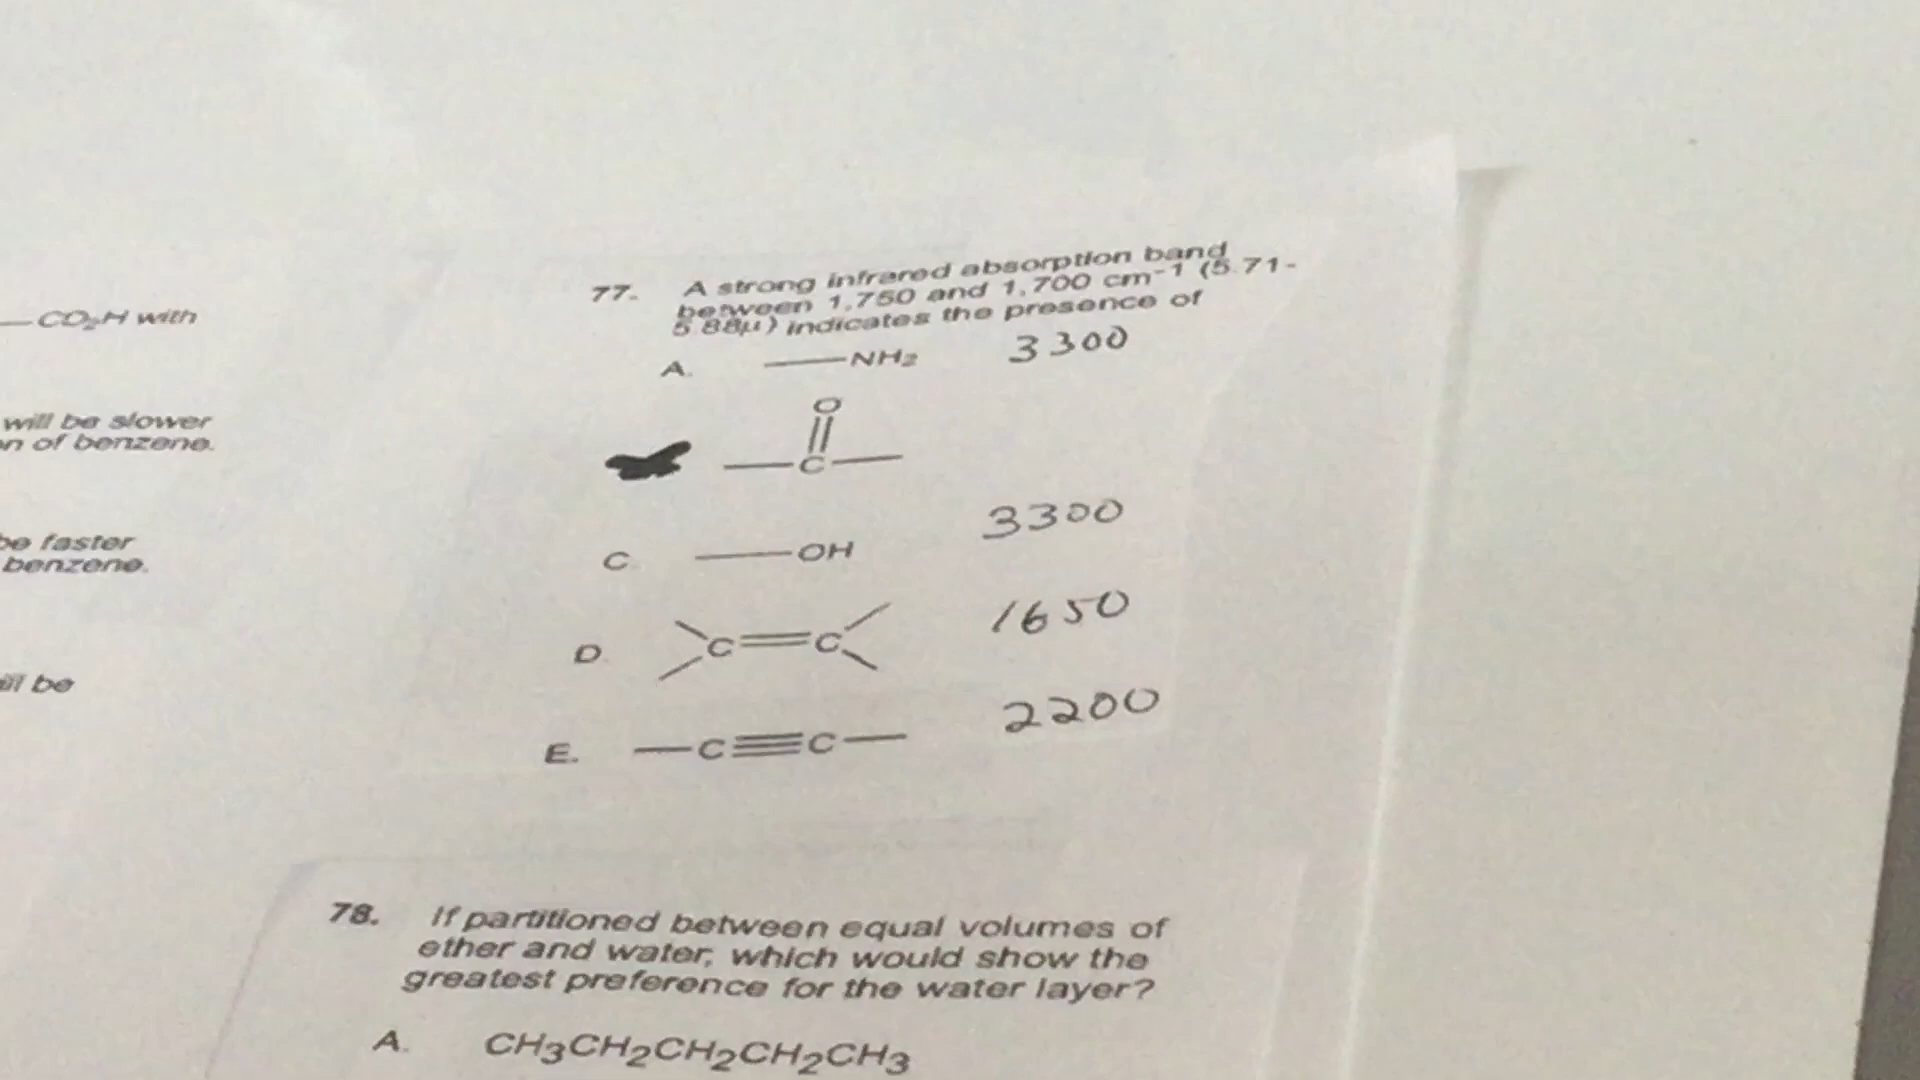 —CO₂H with
will be slower
on of benzene.
be faster
benzene.
ill be
77. A strong infrared absorption band
between 1,750 and 1,700 cm⁻¹ (5.71-
5.88μ) indicates the presence of
A. —NH₂ 3300
O
—C—
C —OH 3300
D. C=C 1650
E. —C≡C— 2200
78. If partitioned between equal volumes of
ether and water, which would show the
greatest preference for the water layer?
A. CH₃CH₂CH₂CH₂CH₃